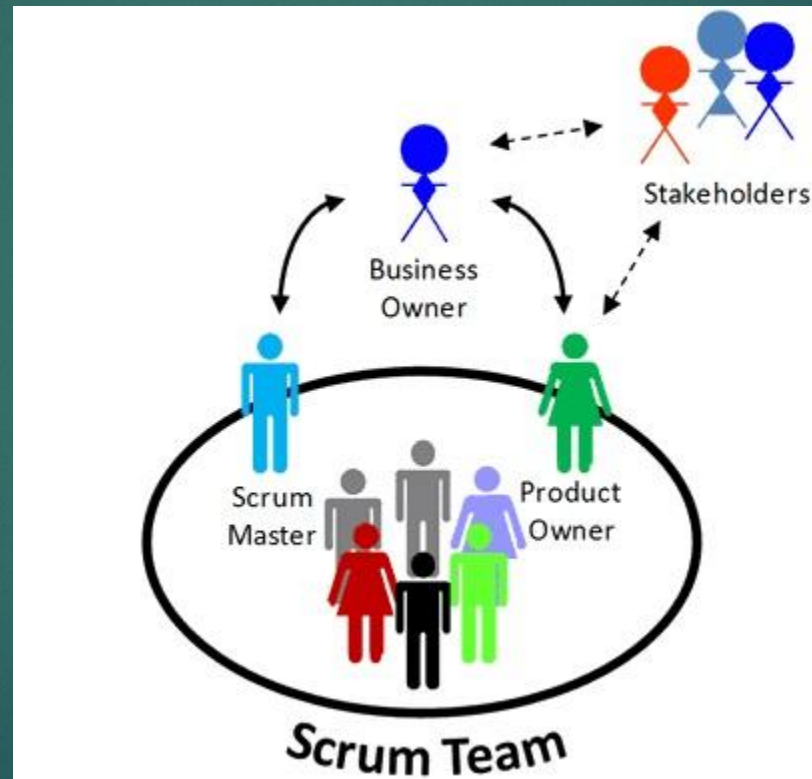 Stakeholders
Business
Owner
Scrum
Master
Product
Owner
Scrum Team